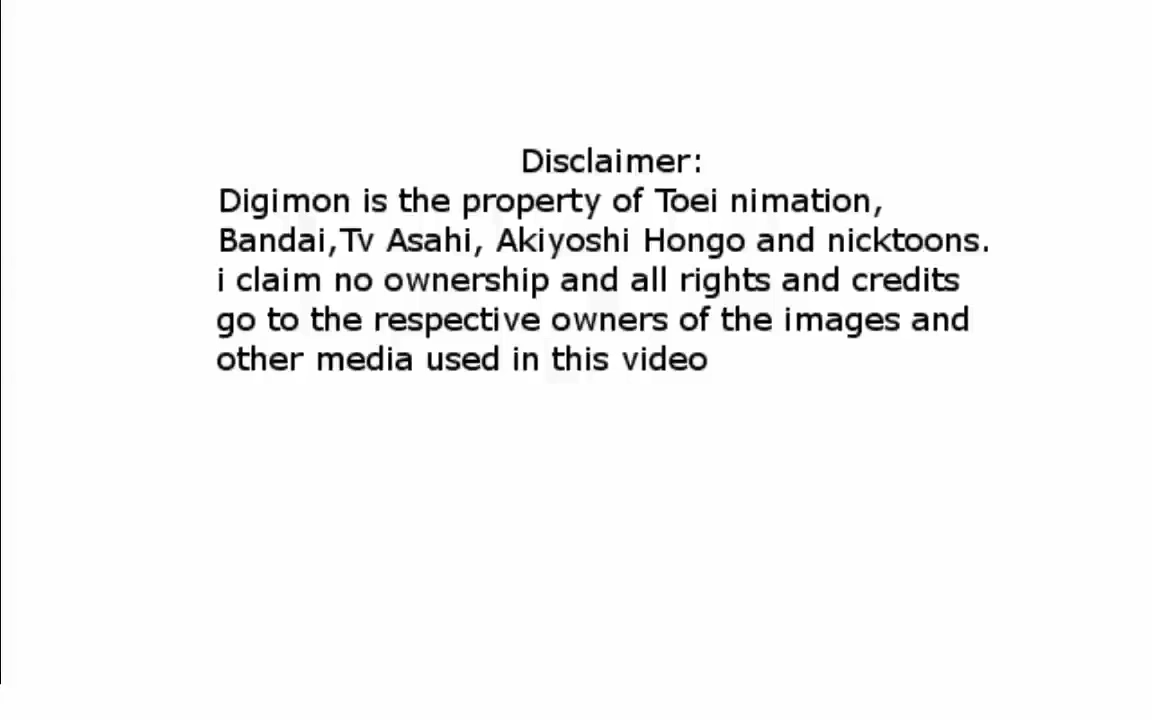 Disclaimer:
Digimon is the property of Toei nimation,
Bandai,Tv Asahi, Akiyoshi Hongo and nicktoons.
i claim no ownership and all rights and credits
go to the respective owners of the images and
other media used in this video